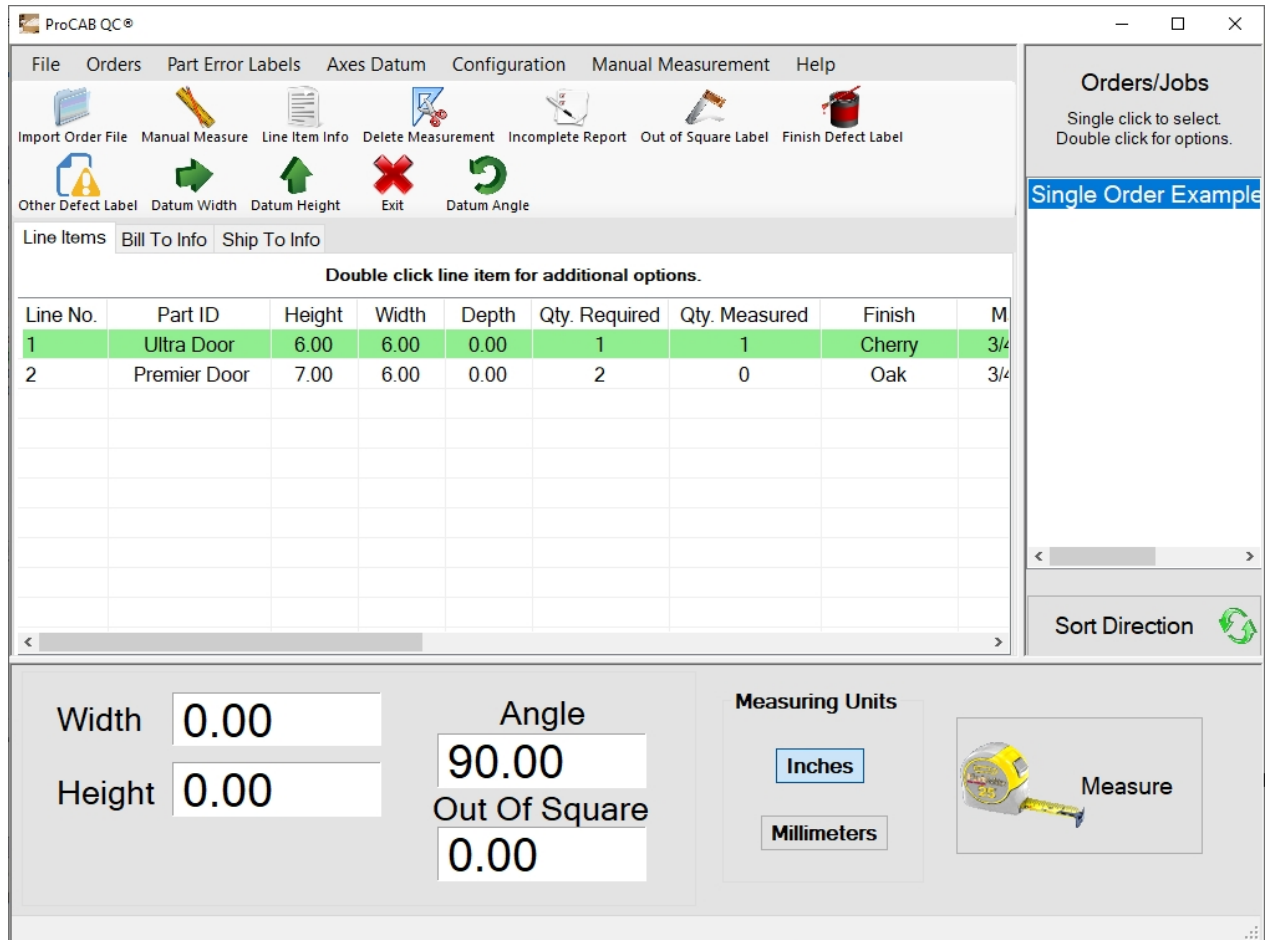 ProCAB QC®
File Orders Part Error Labels Axes Datum Configuration Manual Measurement Help
Import Order File Manual Measure Line Item Info Delete Measurement Incomplete Report Out of Square Label Finish Defect Label
Other Defect Label Datum Width Datum Height Exit Datum Angle
Line Items Bill To Info Ship To Info
Double click line item for additional options.
Line No. Part ID Height Width Depth Qty. Required Qty. Measured Finish M
1 Ultra Door 6.00 6.00 0.00 1 1 Cherry 3/4
2 Premier Door 7.00 6.00 0.00 2 0 Oak 3/4
Orders/Jobs
Single click to select.
Double click for options.
Single Order Example
Sort Direction
Width 0.00
Height 0.00
Angle
90.00
Out Of Square
0.00
Measuring Units
Inches
Millimeters
25
Measure